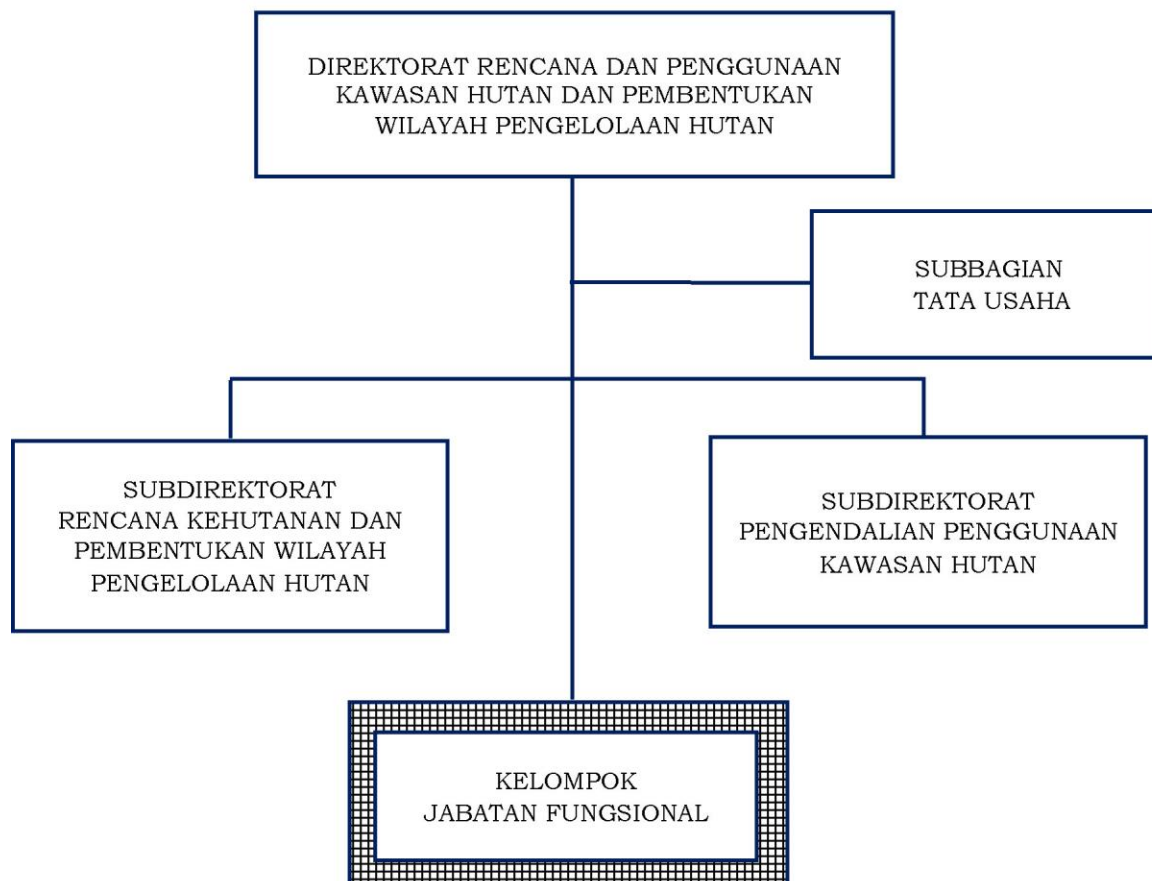 DIREKTORAT RENCANA DAN PENGGUNAAN
KAWASAN HUTAN DAN PEMBENTUKAN
WILAYAH PENGELOLAAN HUTAN
SUBBAGIAN
TATA USAHA
SUBDIREKTORAT
RENCANA KEHUTANAN DAN
PEMBENTUKAN WILAYAH
PENGELOLAAN HUTAN
SUBDIREKTORAT
PENGENDALIAN PENGGUNAAN
KAWASAN HUTAN
KELOMPOK
JABATAN FUNGSIONAL